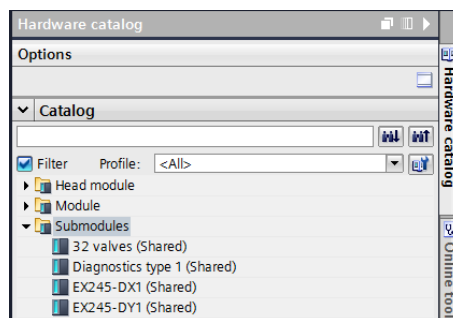 Hardware catalog
Options
Catalog
Filter Profile: <All>
Head module
Module
Submodules
32 valves (Shared)
Diagnostics type 1 (Shared)
EX245-DX1 (Shared)
EX245-DY1 (Shared)
Hardware catalog
Online tool